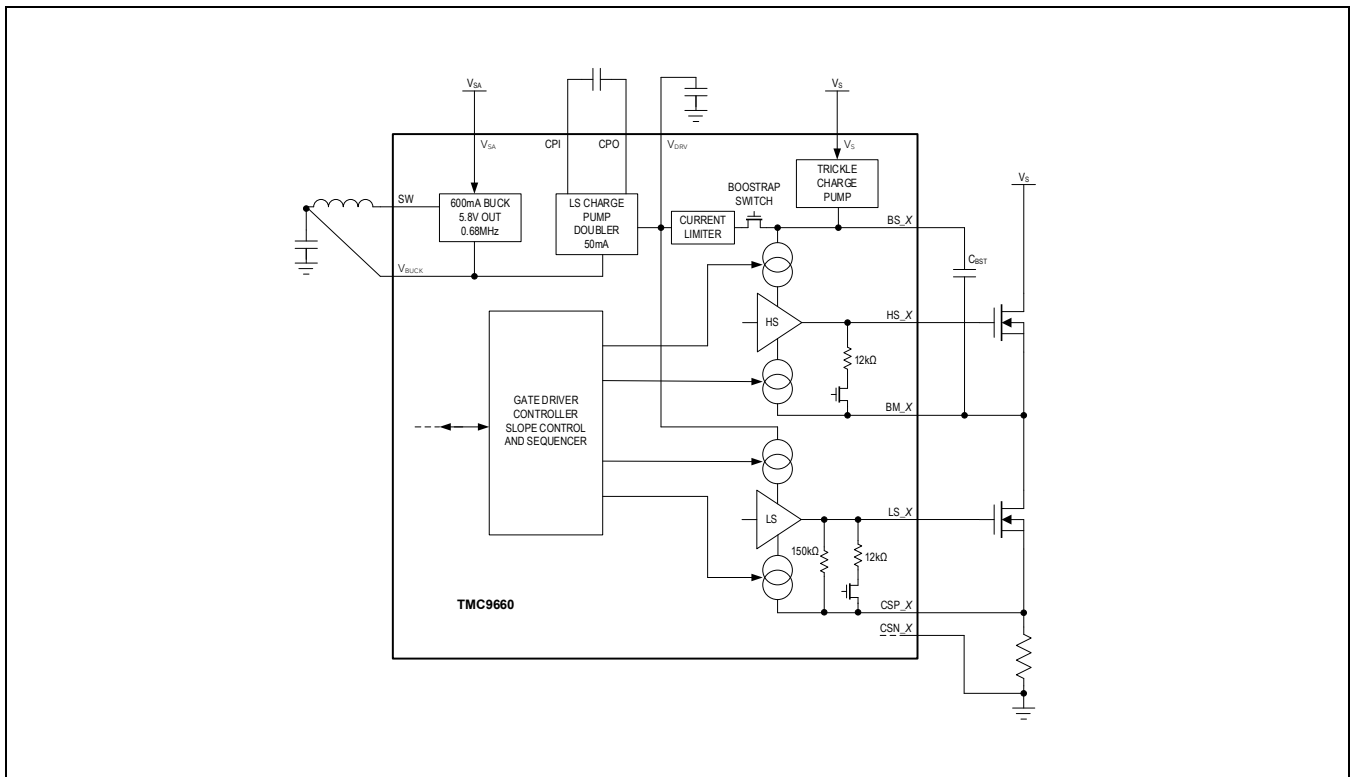 VSA
VS
VSA
CPI
CPO
VDRV
VS
TRICKLE
CHARGE
PUMP
VS
BOOSTRAP
SWITCH
SW
600mA BUCK
5.8V OUT
0.68MHz
LS CHARGE
PUMP
DOUBLER
50mA
CURRENT
LIMITER
BS_X
CBST
VBUCK
HS
HS_X
12kΩ
BM_X
GATE DRIVER
CONTROLLER
SLOPE CONTROL
AND SEQUENCER
LS
LS_X
150kΩ
12kΩ
TMC9660
CSP_X
CSN_X